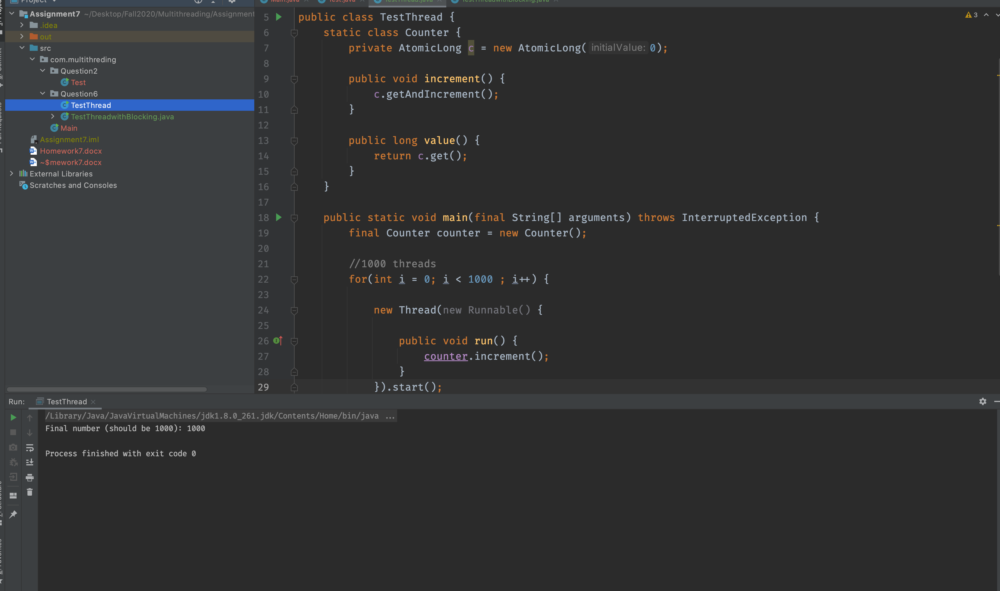 Project
Main.java
Test.java
TestThread.java
TestThreadwithBlocking.java
Assignment7 ~/Desktop/Fall2020/Multithreading/Assignment
.idea
out
src
com.multithreding
Question2
Test
Question6
TestThread
TestThreadwithBlocking.java
Main
Assignment7.iml
Homework7.docx
~$mework7.docx
External Libraries
Scratches and Consoles
3
5 public class TestThread {
6 static class Counter {
7 private AtomicLong c = new AtomicLong( initialValue: 0);
8
9 public void increment() {
10 c.getAndIncrement();
11 }
12
13 public long value() {
14 return c.get();
15 }
16 }
17
18 public static void main(final String[] arguments) throws InterruptedException {
19 final Counter counter = new Counter();
20
21 //1000 threads
22 for(int i = 0; i < 1000 ; i++) {
23
24 new Thread(new Runnable() {
25
26 public void run() {
27 counter.increment();
28 }
29 }).start();
Run: TestThread
/Library/Java/JavaVirtualMachines/jdk1.8.0_261.jdk/Contents/Home/bin/java ...
Final number (should be 1000): 1000
Process finished with exit code 0